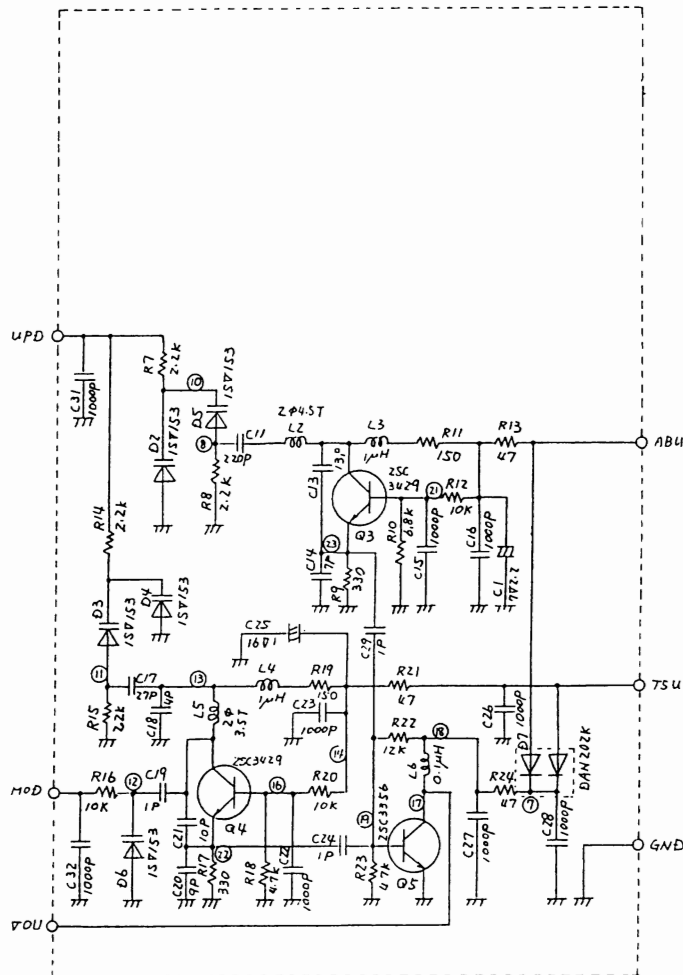 UPD
C31
1000P
R7
2.2k
⑩
D2
1SV153
D5
1SV153
⑧
R8
2.2k
C11
220P
2φ4.5T
L2
L3
1μH
R11
150
R13
47
ABU
C13
13P
2SC
3429
Q3
㉑
R12
10K
R10
6.8k
C15
1000P
C16
1000P
C1
7V2.2
㉓
C14
7P
R9
330
R14
2.2k
D3
1SV153
D4
1SV153
C25
16V1
C29
1P
⑪
C17
27P
⑬
C18
4P
L4
1μH
R19
150
R21
47
TSU
R15
22k
L5
2φ
3.5T
C23
1000P
⑭
R22
12k
⑱
C26
1000P
D7
DAN202K
L6
0.1μH
MOD
R16
10K
⑫
C19
1P
2SC3429
Q4
⑯
R20
10K
R24
47
⑦
⑰
C32
1000P
D6
1SV153
C21
10P
C20
9P
R17
330
㉒
R18
4.7k
C22
1000P
C24
1P
⑲
R23
47k
2SC3356
Q5
C27
1000P
C28
1000P
GND
VOU